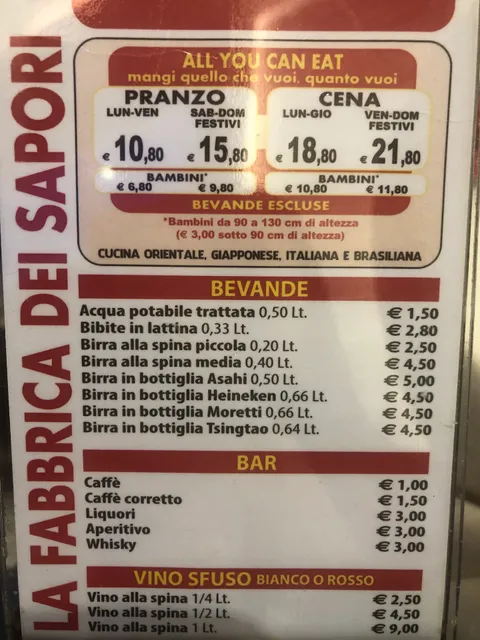 LA FABBRICA DEI SAPORI
ALL YOU CAN EAT
mangi quello che vuoi, quanto vuoi
PRANZO
LUN-VEN SAB-DOM FESTIVI
€ 10,80 € 15,80
BAMBINI*
€ 6,80 € 9,80
CENA
LUN-GIO VEN-DOM FESTIVI
€ 18,80 € 21,80
BAMBINI*
€ 10,80 € 11,80
BEVANDE ESCLUSE
*Bambini da 90 a 130 cm di altezza
(€ 3,00 sotto 90 cm di altezza)
CUCINA ORIENTALE, GIAPPONESE, ITALIANA E BRASILIANA
BEVANDE
Acqua potabile trattata 0,50 Lt. € 1,50
Bibite in lattina 0,33 Lt. € 2,80
Birra alla spina piccola 0,20 Lt. € 2,50
Birra alla spina media 0,40 Lt. € 4,50
Birra in bottiglia Asahi 0,50 Lt. € 5,00
Birra in bottiglia Heineken 0,66 Lt. € 4,50
Birra in bottiglia Moretti 0,66 Lt. € 4,50
Birra in bottiglia Tsingtao 0,64 Lt. € 4,50
BAR
Caffè € 1,00
Caffè corretto € 1,50
Liquori € 3,00
Aperitivo € 3,00
Whisky € 3,00
VINO SFUSO BIANCO O ROSSO
Vino alla spina 1/4 Lt. € 2,50
Vino alla spina 1/2 Lt. € 4,50
Vino alla spina 1 Lt. € 9,00